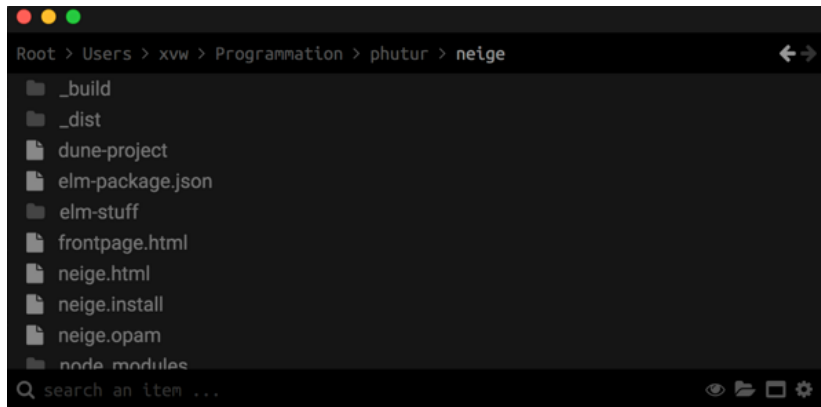 Root > Users > xvw > Programmation > phutur > neige
_build
_dist
dune-project
elm-package.json
elm-stuff
frontpage.html
neige.html
neige.install
neige.opam
node_modules
search an item ...